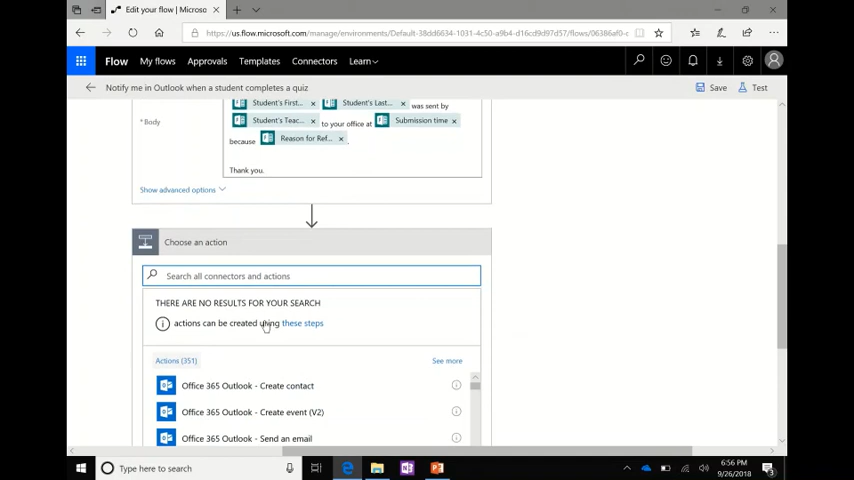 Edit your flow | Microso
https://us.flow.microsoft.com/manage/environments/Default-38dd6634-1031-4c50-a9b4-d16cd9d97d57/flows/06386af0-c
Flow My flows Approvals Templates Connectors Learn
Notify me in Outlook when a student completes a quiz Save Test
Student's First... x Student's Last... x was sent by
* Body Student's Teac... x to your office at Submission time x
because Reason for Ref... x .
Thank you.
Show advanced options
Choose an action
Search all connectors and actions
THERE ARE NO RESULTS FOR YOUR SEARCH
actions can be created using these steps
Actions (351) See more
Office 365 Outlook - Create contact
Office 365 Outlook - Create event (V2)
Office 365 Outlook - Send an email
Type here to search
6:56 PM
9/26/2018
3